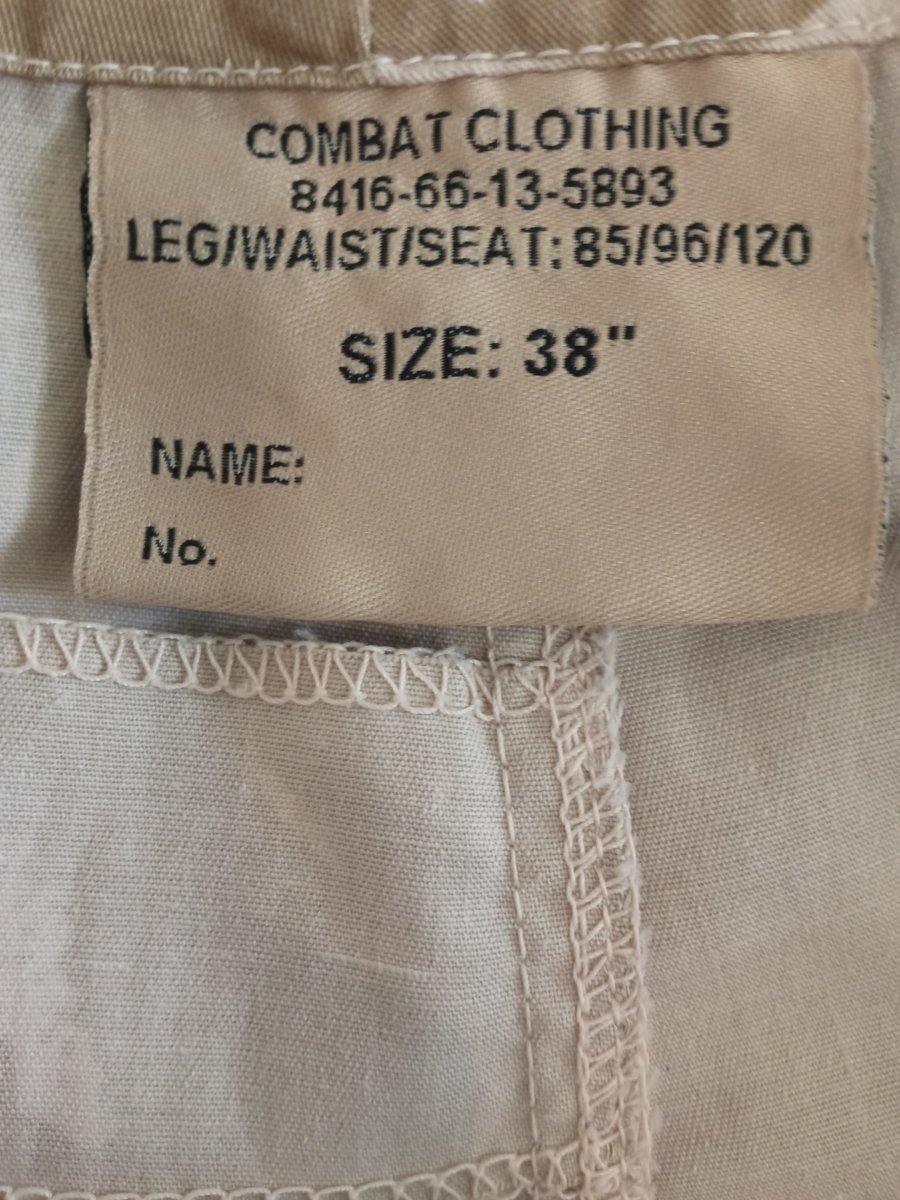 COMBAT CLOTHING
8416-66-13-5893
LEG/WAIST/SEAT: 85/96/120
SIZE: 38"
NAME:
No.